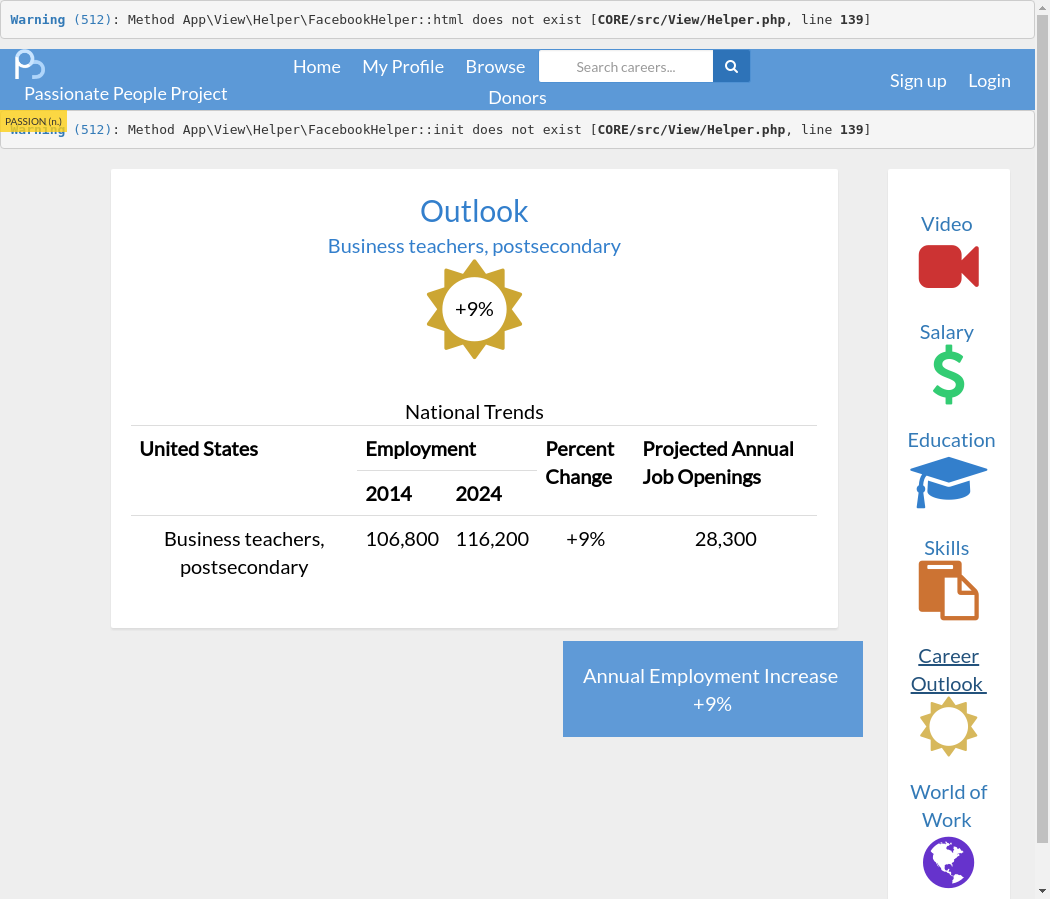 Warning (512): Method App\View\Helper\FacebookHelper::html does not exist [CORE/src/View/Helper.php, line 139]
Passionate People Project
Home My Profile Browse Search careers...
Donors
Sign up Login
PASSION (n.)
Warning (512): Method App\View\Helper\FacebookHelper::init does not exist [CORE/src/View/Helper.php, line 139]
Outlook
Business teachers, postsecondary
+9%
National Trends
United States Employment Percent Projected Annual
Change Job Openings
2014 2024
Business teachers, 106,800 116,200 +9% 28,300
postsecondary
Annual Employment Increase
+9%
Video
Salary
Education
Skills
Career
Outlook
World of
Work